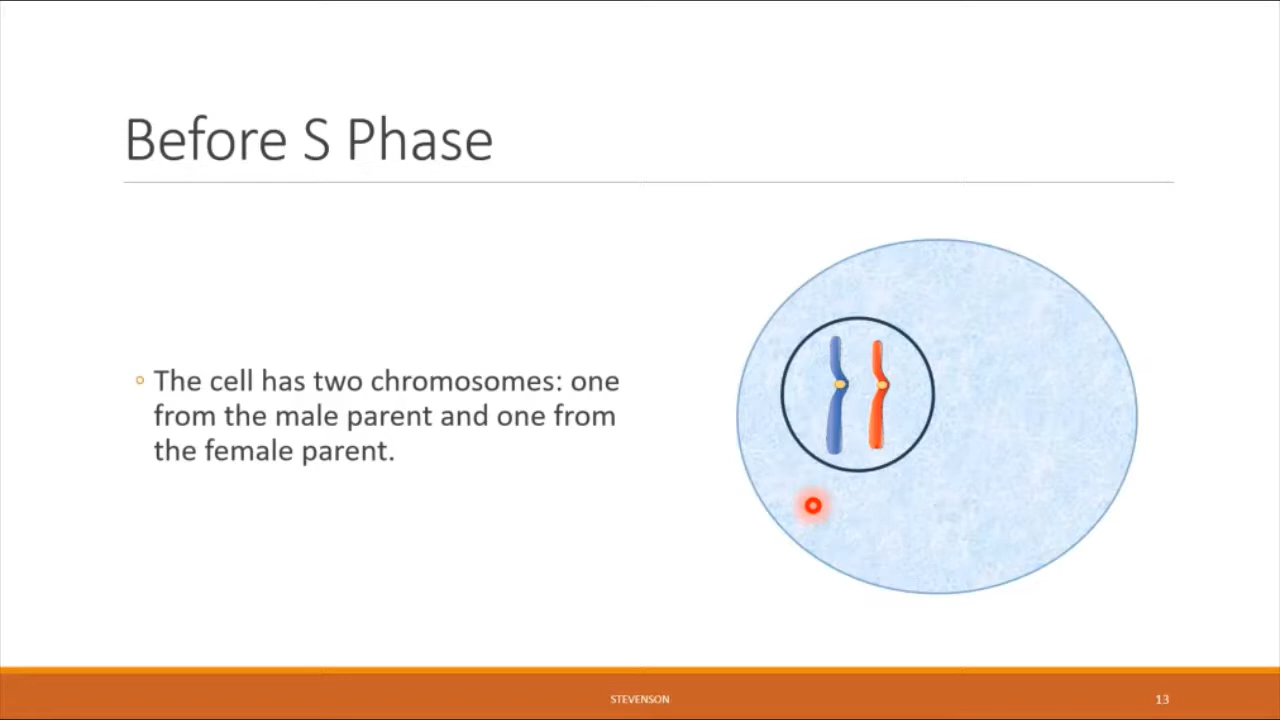 Before S Phase
◦ The cell has two chromosomes: one
from the male parent and one from
the female parent.
STEVENSON
13